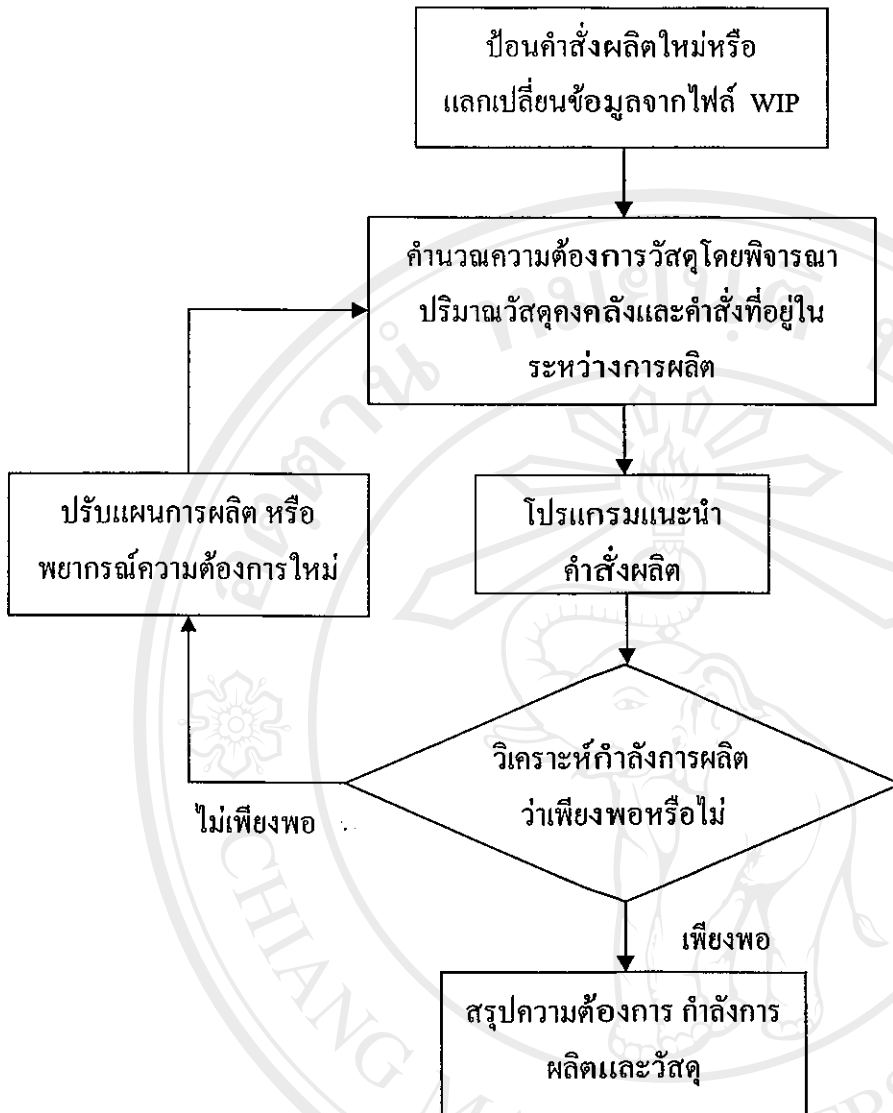 ป้อนคำสั่งผลิตใหม่หรือ
แลกเปลี่ยนข้อมูลจากไฟล์ WIP
คำนวณความต้องการวัสดุโดยพิจารณา
ปริมาณวัสดุคงคลังและคำสั่งที่อยู่ใน
ระหว่างการผลิต
ปรับแผนการผลิต หรือ
พยากรณ์ความต้องการใหม่
โปรแกรมแนะนำ
คำสั่งผลิต
วิเคราะห์กำลังการผลิต
ว่าเพียงพอหรือไม่
ไม่เพียงพอ
เพียงพอ
สรุปความต้องการ กำลังการ
ผลิตและวัสดุ
CHIANG